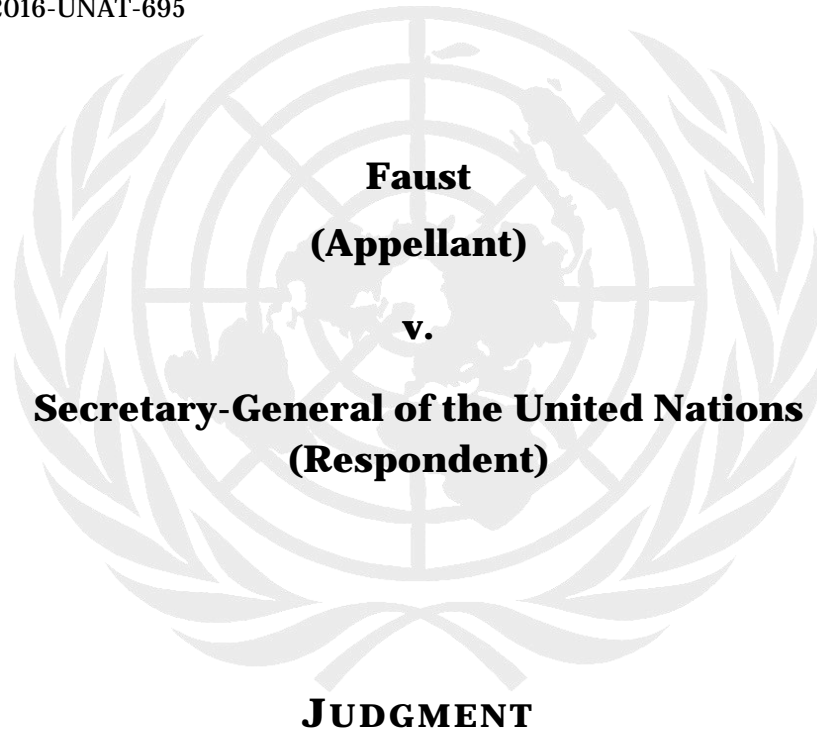 2016-UNAT-695
Faust
(Appellant)
v.
Secretary-General of the United Nations
(Respondent)
JUDGMENT